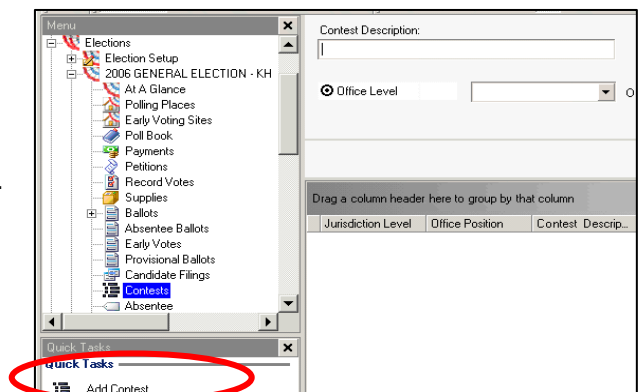 Menu
Elections
Election Setup
2006 GENERAL ELECTION - KH
At A Glance
Polling Places
Early Voting Sites
Poll Book
Payments
Petitions
Record Votes
Supplies
Ballots
Absentee Ballots
Early Votes
Provisional Ballots
Candidate Filings
Contests
Absentee
Quick Tasks
Quick Tasks
Add Contest
Contest Description:
Office Level
Drag a column header here to group by that column
Jurisdiction Level Office Position Contest Descrip...